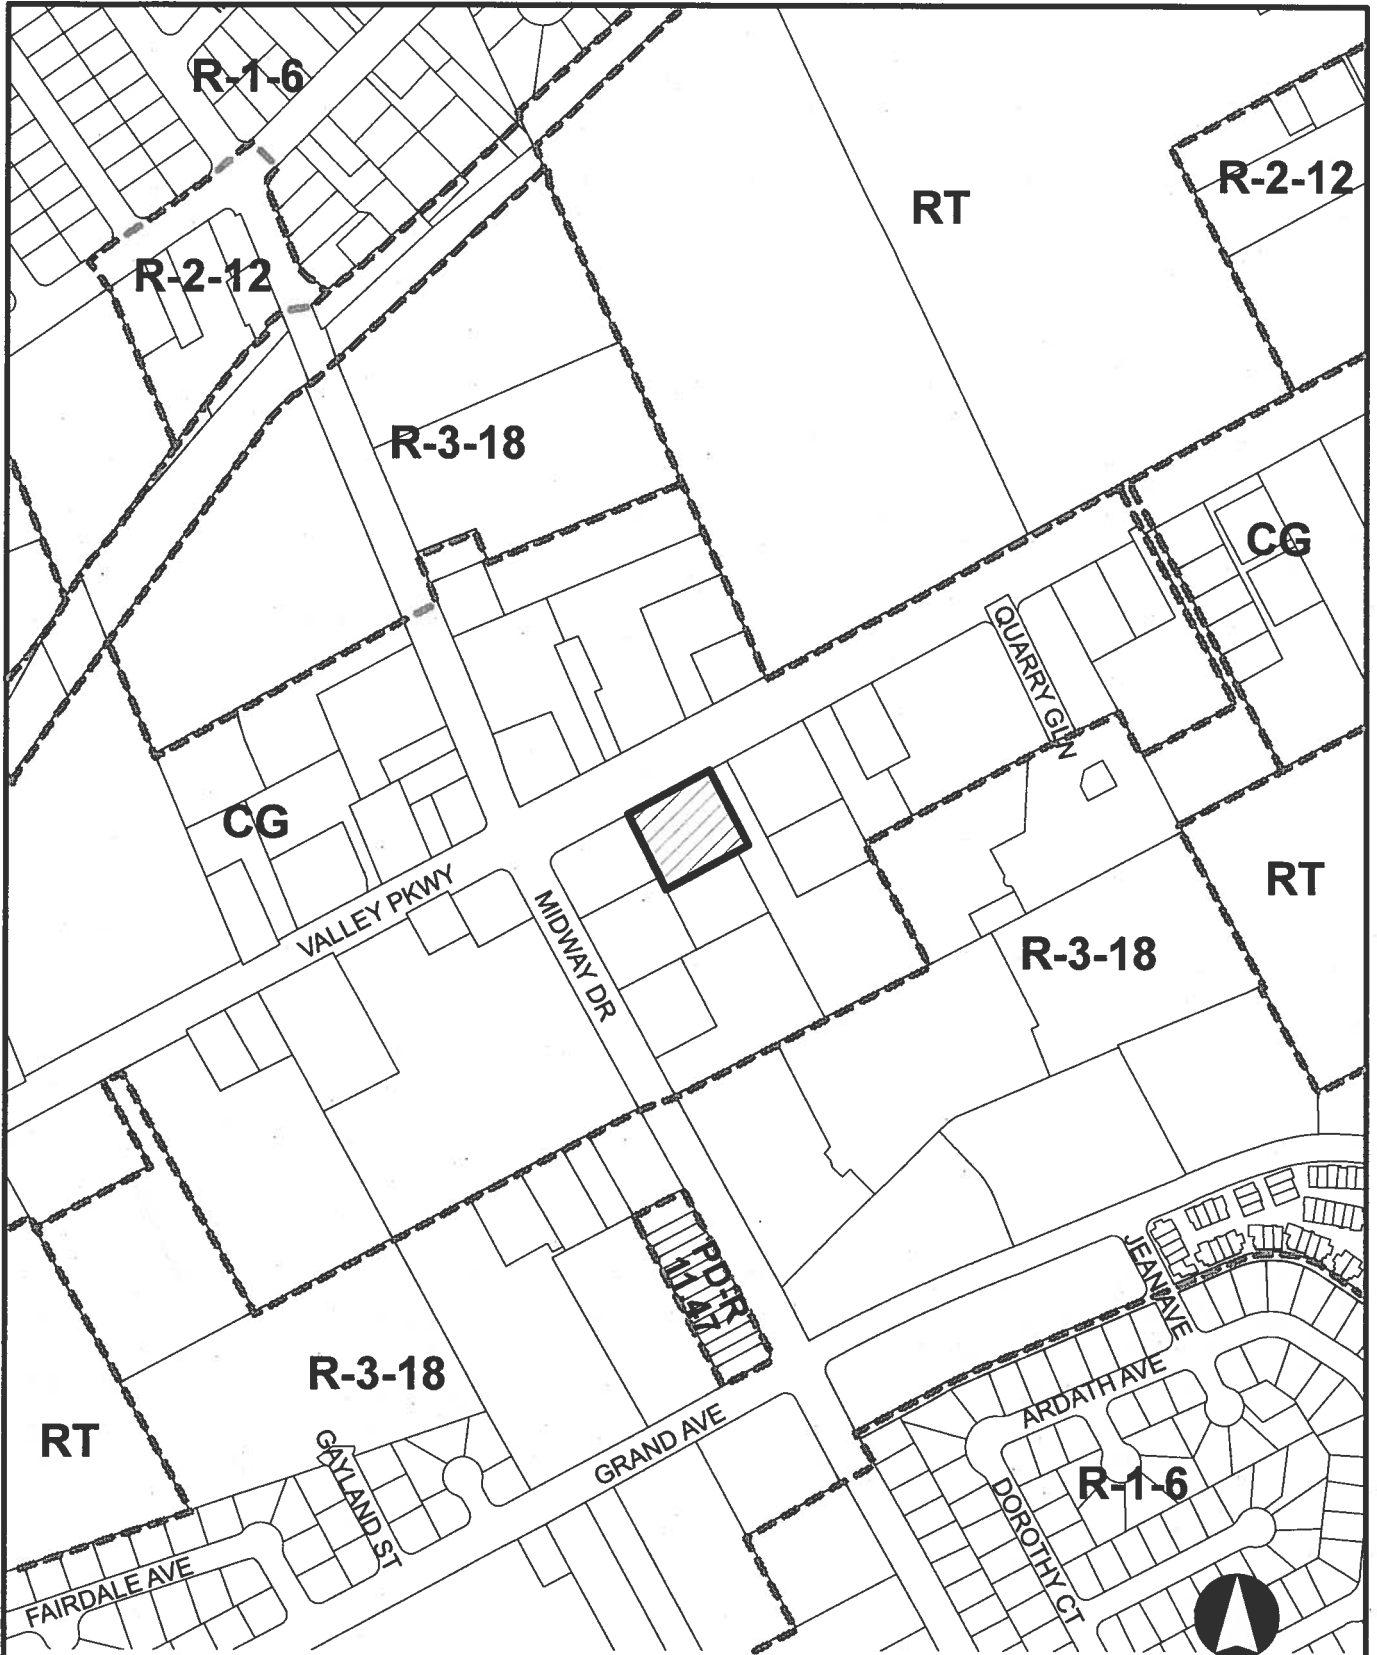 R-1-6
RT
R-2-12
R-2-12
R-3-18
CG
QUARRY GLN
CG
VALLEY PKWY
MIDWAY DR
RT
R-3-18
PD-R
11.47
JEAN AVE
R-3-18
ARDATH AVE
RT
GAYLAND ST
GRAND AVE
R-1-6
DOROTHY CT
FAIRDALE AVE